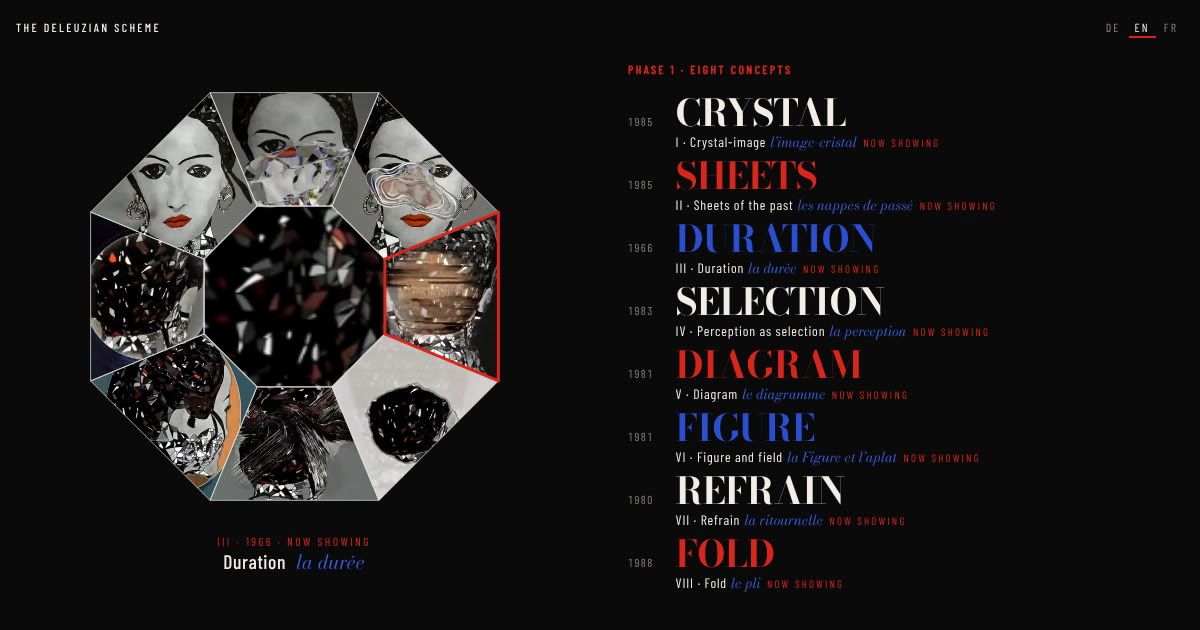 THE DELEUZIAN SCHEME
DE EN FR
PHASE 1 · EIGHT CONCEPTS
1985 CRYSTAL
I · Crystal-image l'image-cristal NOW SHOWING
1985 SHEETS
II · Sheets of the past les nappes de passé NOW SHOWING
1966 DURATION
III · Duration la durée NOW SHOWING
1983 SELECTION
IV · Perception as selection la perception NOW SHOWING
1981 DIAGRAM
V · Diagram le diagramme NOW SHOWING
1981 FIGURE
VI · Figure and field la Figure et l'aplat NOW SHOWING
1980 REFRAIN
VII · Refrain la ritournelle NOW SHOWING
1988 FOLD
VIII · Fold le pli NOW SHOWING
III · 1966 · NOW SHOWING
Duration la durée